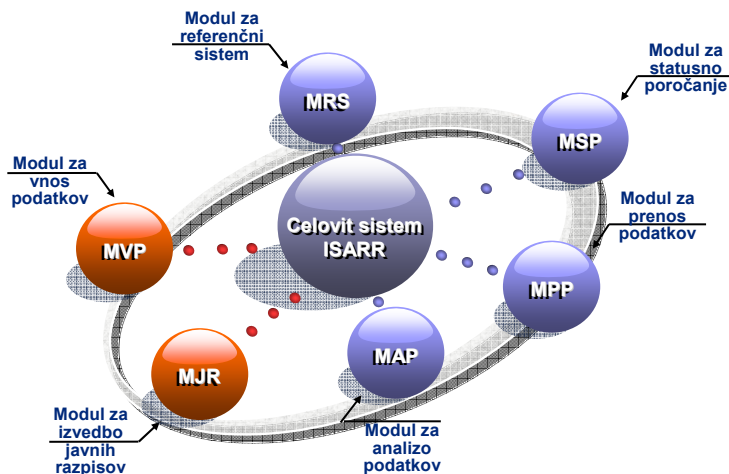 Modul za
referenčni
sistem
MRS
Modul za
statusno
poročanje
MSP
Modul za
vnos
podatkov
MVP
Celovit sistem
ISARR
Modul za
prenos
podatkov
MPP
MAP
MJR
Modul za
izvedbo
javnih
razpisov
Modul za
analizo
podatkov